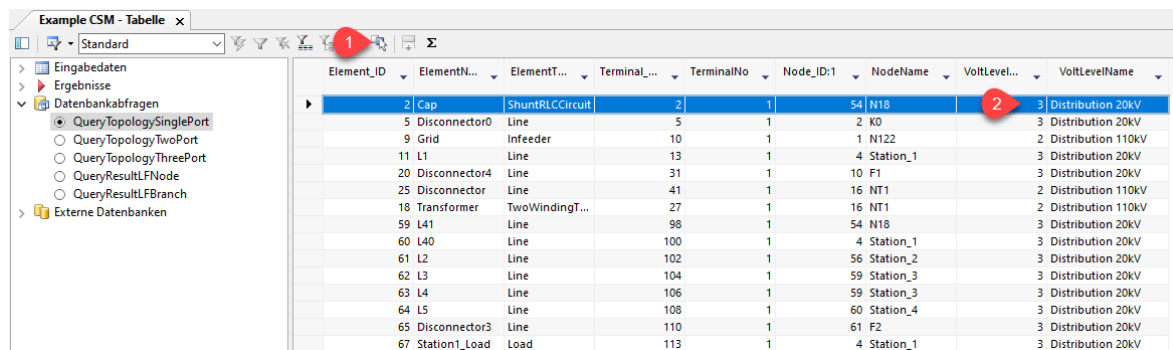 Example CSM - Tabelle x
Standard 1 Σ
Eingabedaten
Ergebnisse
Datenbankabfragen
QueryTopologySinglePort
QueryTopologyTwoPort
QueryTopologyThreePort
QueryResultLFNode
QueryResultLFBranch
Externe Datenbanken
Element_ID ElementN... ElementT... Terminal_... TerminalNo Node_ID:1 NodeName VoltLevel... VoltLevelName
2 Cap ShuntRLCCircuit 2 1 54 N18 2 3 Distribution 20kV
5 Disconnector0 Line 5 1 2 K0 3 Distribution 20kV
9 Grid Infeeder 10 1 1 N122 2 Distribution 110kV
11 L1 Line 13 1 4 Station_1 3 Distribution 20kV
20 Disconnector4 Line 31 1 10 F1 3 Distribution 20kV
25 Disconnector Line 41 1 16 NT1 2 Distribution 110kV
18 Transformer TwoWindingT... 27 1 16 NT1 2 Distribution 110kV
59 L41 Line 98 1 54 N18 3 Distribution 20kV
60 L40 Line 100 1 4 Station_1 3 Distribution 20kV
61 L2 Line 102 1 56 Station_2 3 Distribution 20kV
62 L3 Line 104 1 59 Station_3 3 Distribution 20kV
63 L4 Line 106 1 59 Station_3 3 Distribution 20kV
64 L5 Line 108 1 60 Station_4 3 Distribution 20kV
65 Disconnector3 Line 110 1 61 F2 3 Distribution 20kV
67 Station1_Load Load 113 1 4 Station_1 3 Distribution 20kV